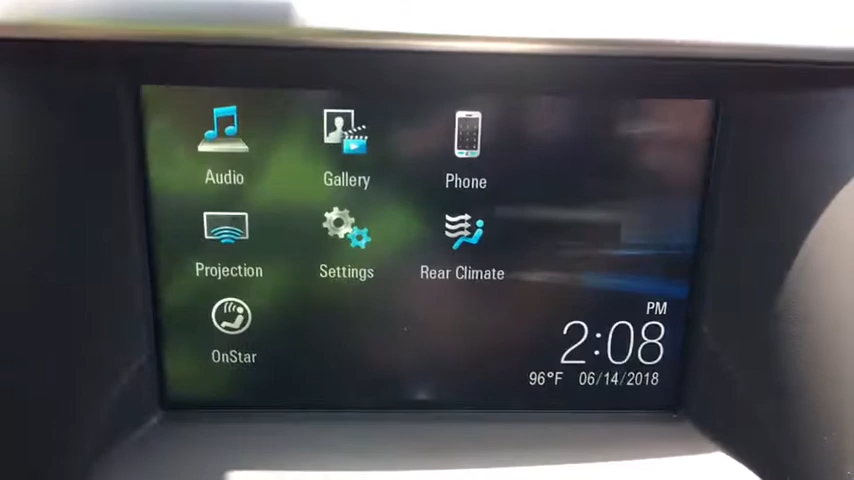 Audio
Gallery
Phone
Projection
Settings
Rear Climate
OnStar
PM
2:08
96°F 06/14/2018